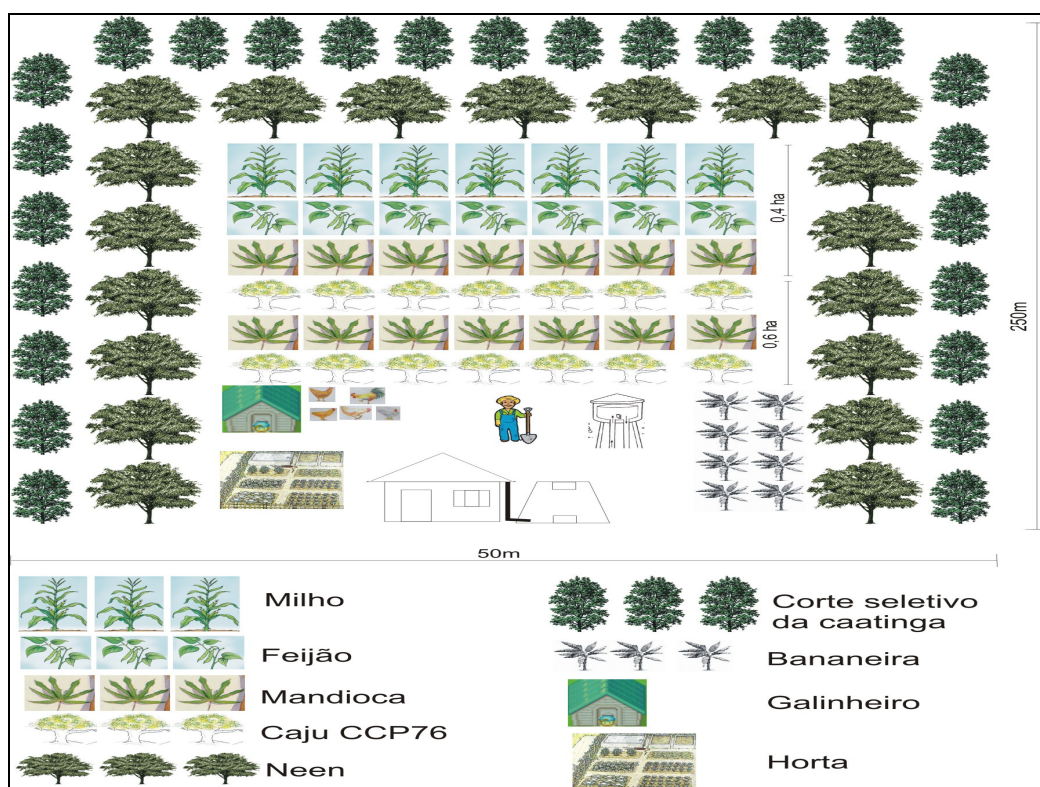 0,4 ha
0,6 ha
250m
50m
Milho
Feijão
Mandioca
Caju CCP76
Neen
Corte seletivo
da caatinga
Bananeira
Galinheiro
Horta